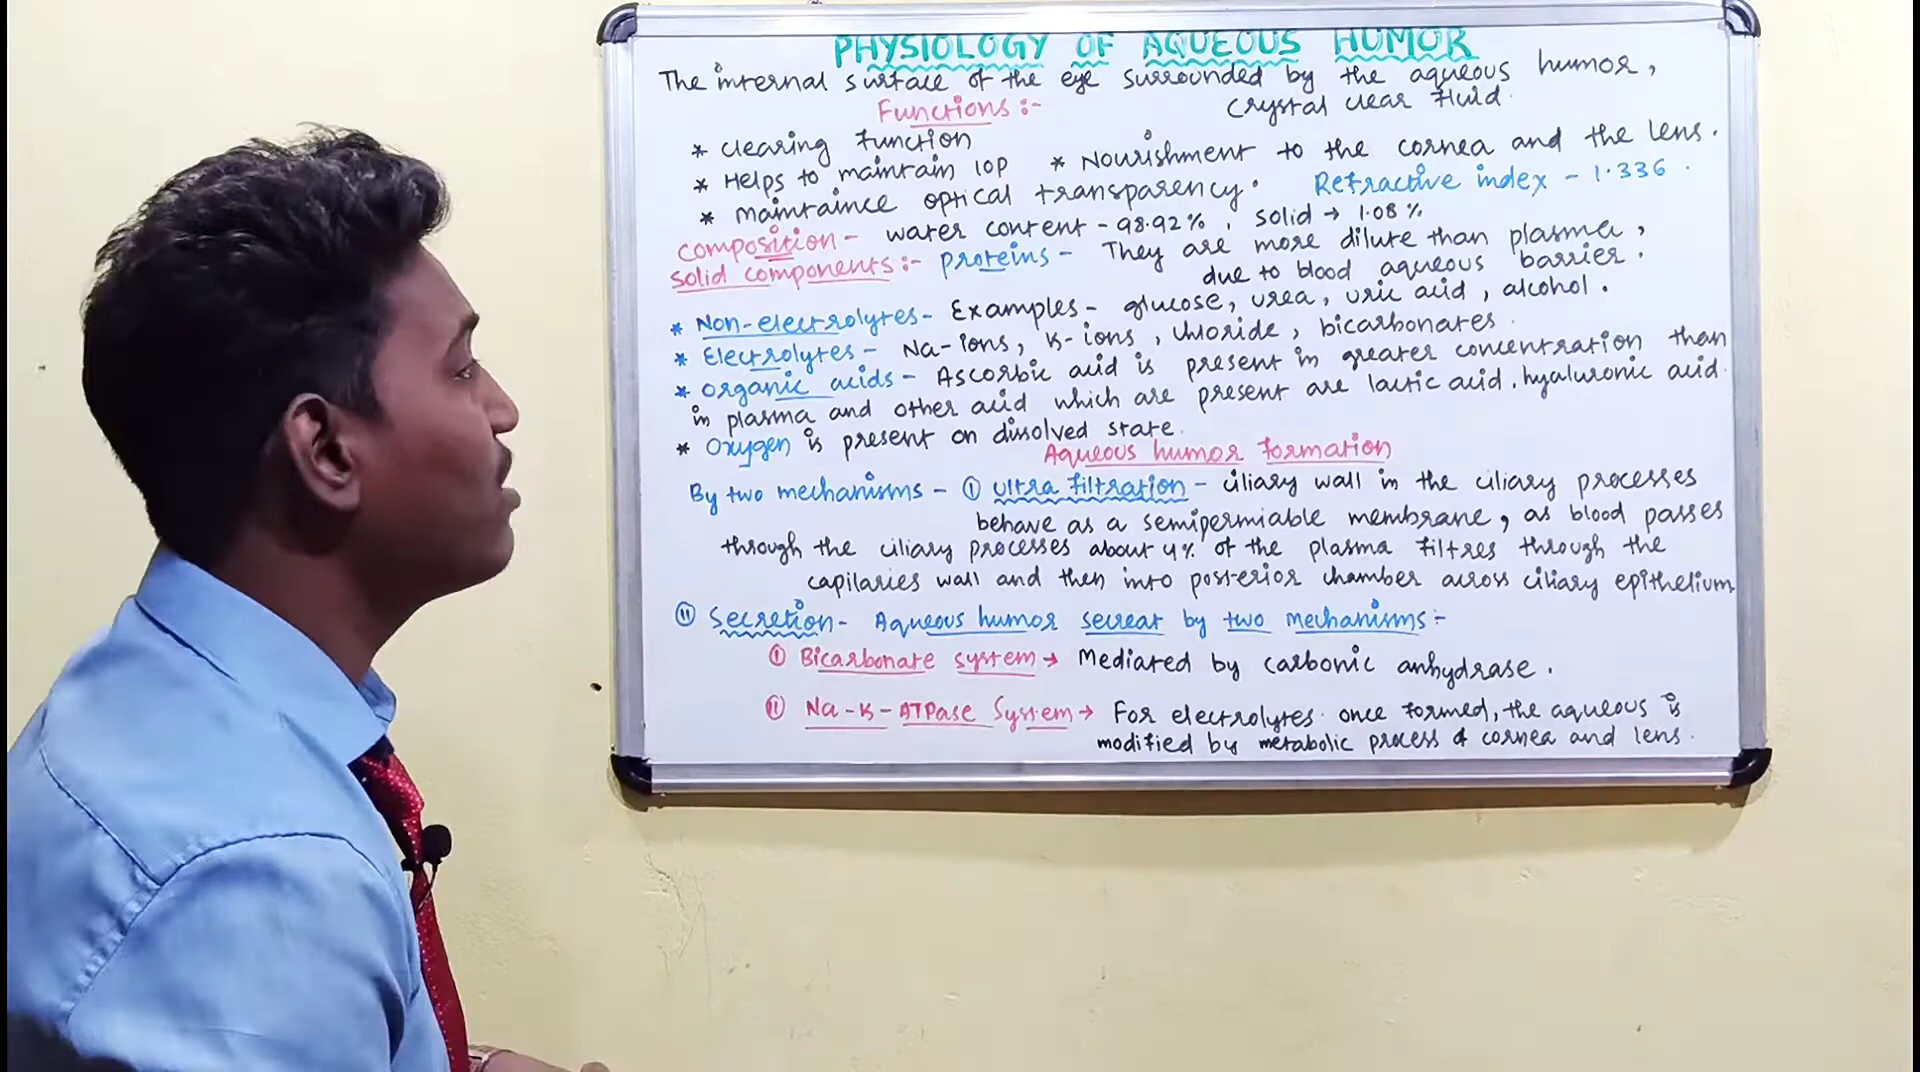 PHYSIOLOGY OF AQUEOUS HUMOR
The internal surface of the eye surrounded by the aqueous humor,
crystal clear fluid.
Functions:-
* clearing function
* Helps to maintain IOP * Nourishment to the cornea and the lens.
* maintaince optical transparency. Refractive index - 1.336.
Composition - water content - 98.92%, solid → 1.08%
Solid components:- proteins - They are more dilute than plasma,
due to blood aqueous barrier.
* Non-electrolytes - Examples - glucose, urea, uric acid, alcohol.
* Electrolytes - Na-ions, K-ions, chloride, bicarbonates.
* organic acids - Ascorbic acid is present in greater concentration than
in plasma and other acid which are present are lactic acid, hyaluronic acid.
* Oxygen is present on dissolved state.
Aqueous humor formation
By two mechanisms - (i) Ultra filtration - ciliary wall in the ciliary processes
behave as a semipermiable membrane, as blood passes
through the ciliary processes about 4% of the plasma filtres through the
capilaries wall and then into posterior chamber across ciliary epithelium
(ii) Secretion - Aqueous humor secreat by two mechanisms:-
(i) Bicarbonate system → Mediated by carbonic anhydrase.
(ii) Na-K-ATPase System → For electrolytes. once formed, the aqueous is
modified by metabolic process of cornea and lens.